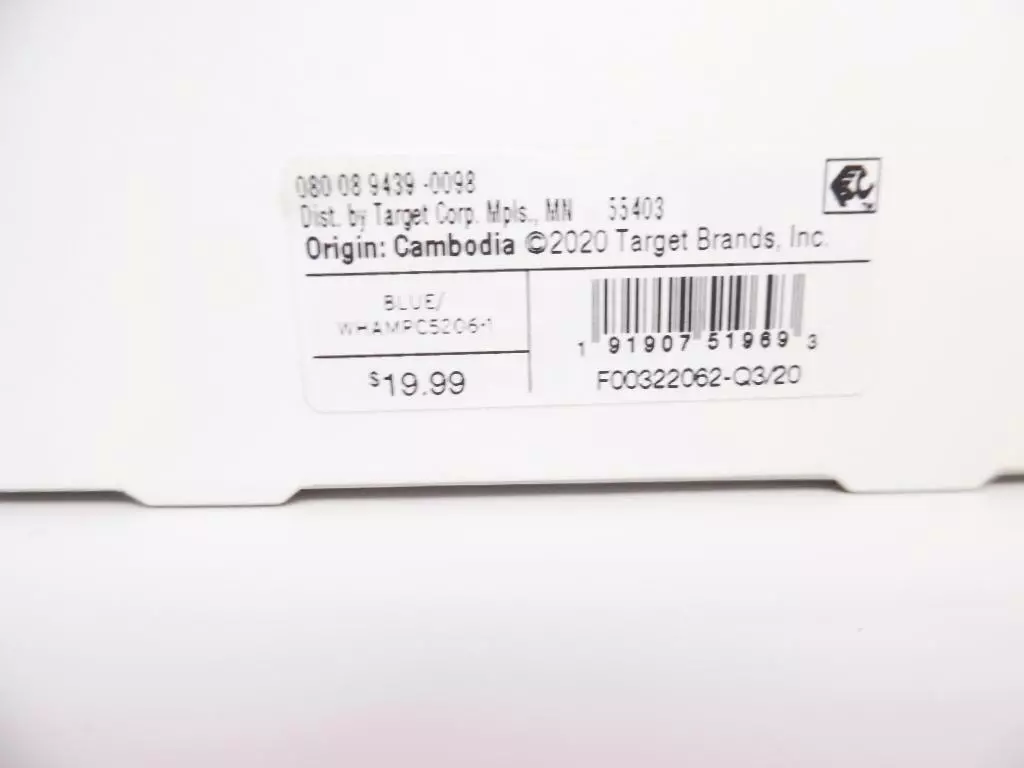 080 08 9439 -0098
Dist. by Target Corp. Mpls., MN 55403
Origin: Cambodia ©2020 Target Brands, Inc.
BLUE/
WHAMPC5206-1
$19.99
1 91907 51969 3
F00322062-Q3/20